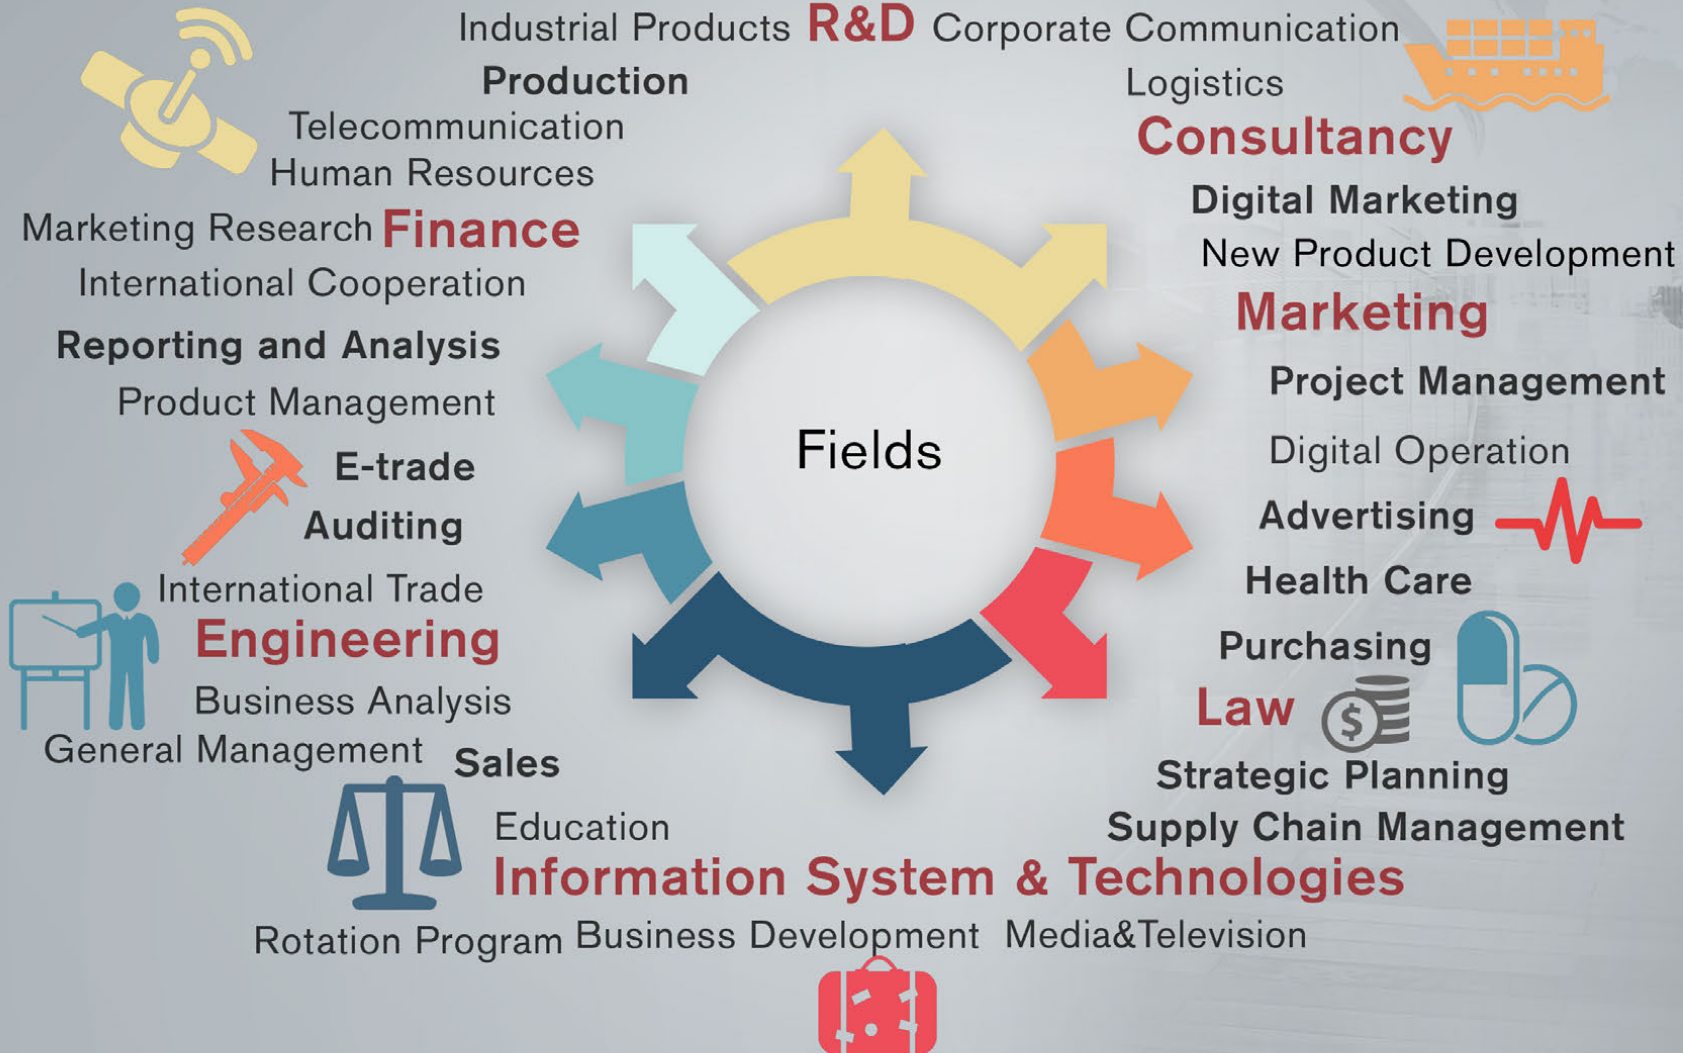 Industrial Products R&D Corporate Communication
Production
Logistics
Telecommunication
Consultancy
Human Resources
Digital Marketing
Marketing Research Finance
New Product Development
International Cooperation
Marketing
Reporting and Analysis
Project Management
Product Management
Fields
Digital Operation
E-trade
Advertising
Auditing
Health Care
International Trade
Engineering
Purchasing
Business Analysis
Law
$
General Management
Sales
Strategic Planning
Education
Supply Chain Management
Information System & Technologies
Rotation Program Business Development Media&Television